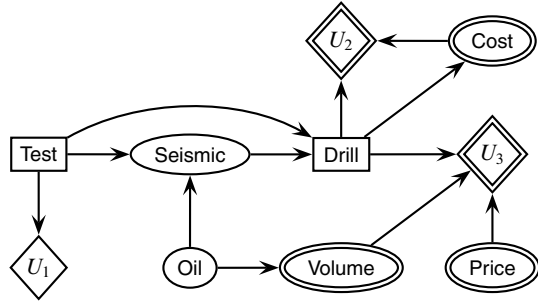 U2
Cost
Test
Seismic
Drill
U3
U1
Oil
Volume
Price